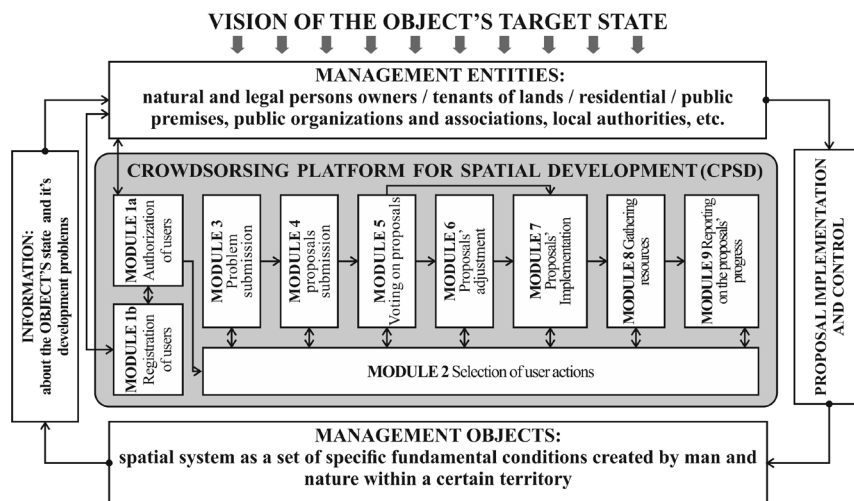 VISION OF THE OBJECT'S TARGET STATE
MANAGEMENT ENTITIES:
natural and legal persons owners / tenants of lands / residential / public
premises, public organizations and associations, local authorities, etc.
INFORMATION:
about the OBJECT'S state and it's
development problems
CROWDSORSING PLATFORM FOR SPATIAL DEVELOPMENT (CPSD)
MODULE 1a
Authorization
of users
MODULE 1b
Registration
of users
MODULE 3
Problem
submission
MODULE 4
proposals
submission
MODULE 5
Voting on proposals
MODULE 6
Proposals'
adjustment
MODULE 7
Proposals'
Implementation
MODULE 8 Gathering
resources
MODULE 9 Reporting
on the proposals'
progress
MODULE 2 Selection of user actions
PROPOSAL IMPLEMENTATION
AND CONTROL
MANAGEMENT OBJECTS:
spatial system as a set of specific fundamental conditions created by man and
nature within a certain territory